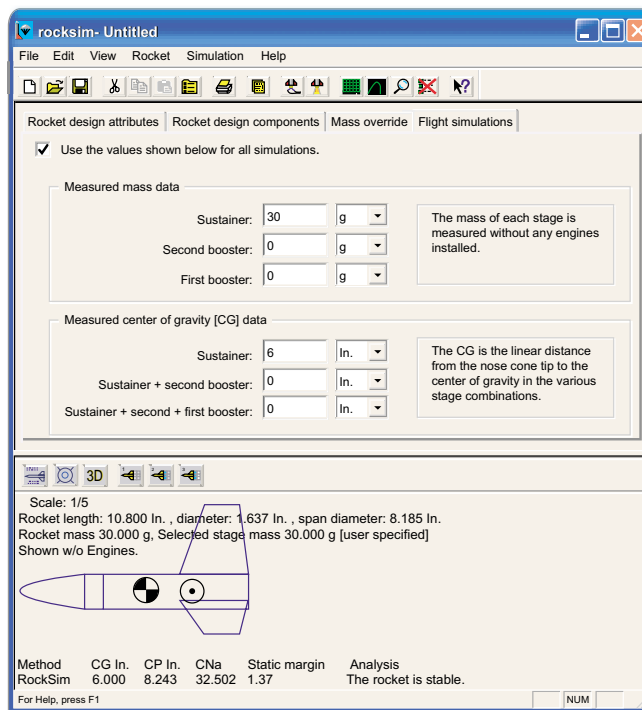 rocksim- Untitled
File Edit View Rocket Simulation Help
3D
Rocket design attributes Rocket design components Mass override Flight simulations
Use the values shown below for all simulations.
Measured mass data
Sustainer: 30 g
Second booster: 0 g
First booster: 0 g
The mass of each stage is
measured without any engines
installed.
Measured center of gravity [CG] data
Sustainer: 6 In.
Sustainer + second booster: 0 In.
Sustainer + second + first booster: 0 In.
The CG is the linear distance
from the nose cone tip to the
center of gravity in the various
stage combinations.
Scale: 1/5
Rocket length: 10.800 In. , diameter: 1.637 In. , span diameter: 8.185 In.
Rocket mass 30.000 g, Selected stage mass 30.000 g [user specified]
Shown w/o Engines.
Method CG In. CP In. CNa Static margin Analysis
RockSim 6.000 8.243 32.502 1.37 The rocket is stable.
For Help, press F1 NUM